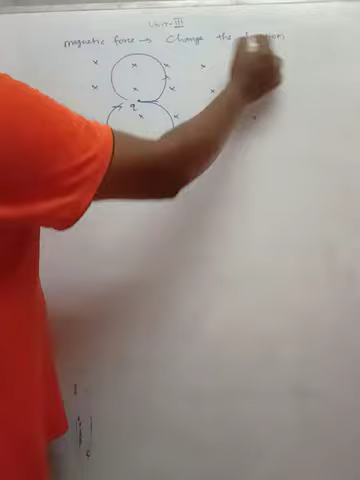 Unit-III
magnetic force → Change the
x x x x
x x x x
q
x x x